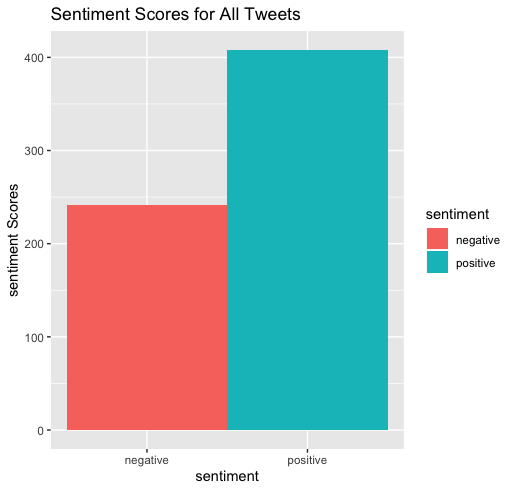 Sentiment Scores for All Tweets
sentiment Scores
400
300
200
100
0
negative positive
sentiment
sentiment
negative
positive